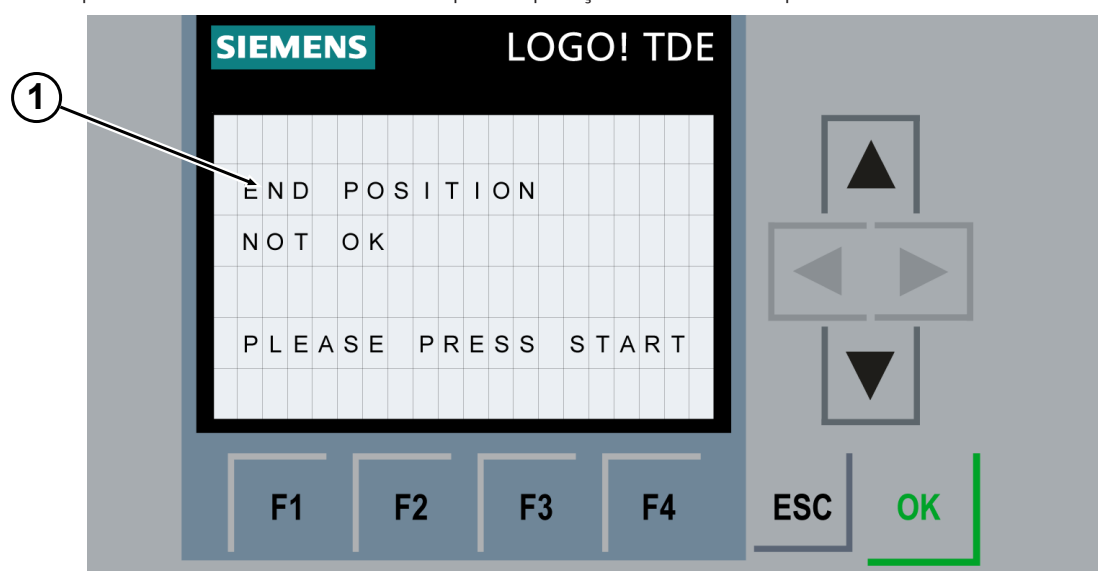 SIEMENS LOGO! TDE
1
END POSITION
NOT OK
PLEASE PRESS START
F1 F2 F3 F4 ESC OK